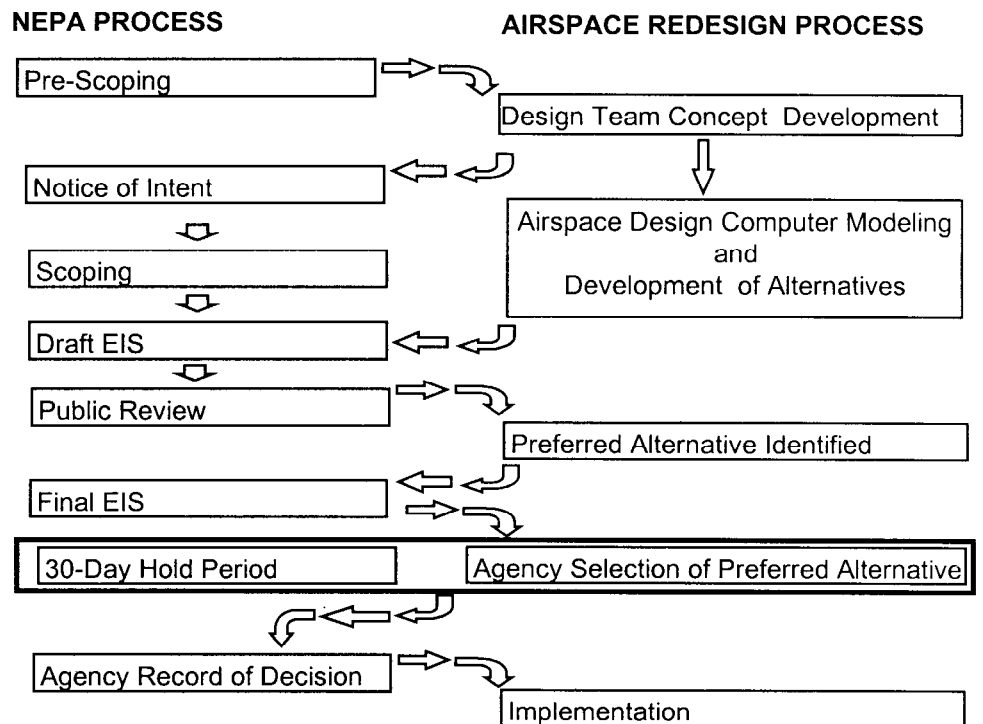 NEPA PROCESS
AIRSPACE REDESIGN PROCESS
Pre-Scoping
Design Team Concept Development
Notice of Intent
Airspace Design Computer Modeling
and
Development of Alternatives
Scoping
Draft EIS
Public Review
Preferred Alternative Identified
Final EIS
30-Day Hold Period
Agency Selection of Preferred Alternative
Agency Record of Decision
Implementation